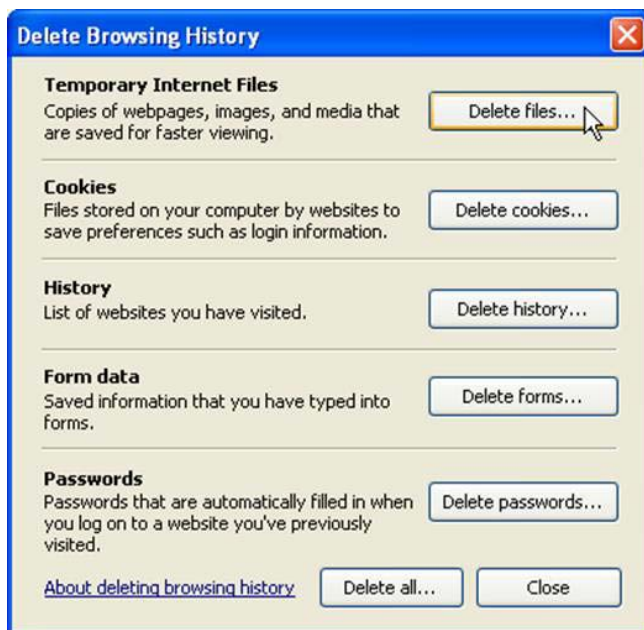 Delete Browsing History
Temporary Internet Files
Copies of webpages, images, and media that
are saved for faster viewing.
Delete files...
Cookies
Files stored on your computer by websites to
save preferences such as login information.
Delete cookies...
History
List of websites you have visited.
Delete history...
Form data
Saved information that you have typed into
forms.
Delete forms...
Passwords
Passwords that are automatically filled in when
you log on to a website you've previously
visited.
Delete passwords...
About deleting browsing history
Delete all...
Close